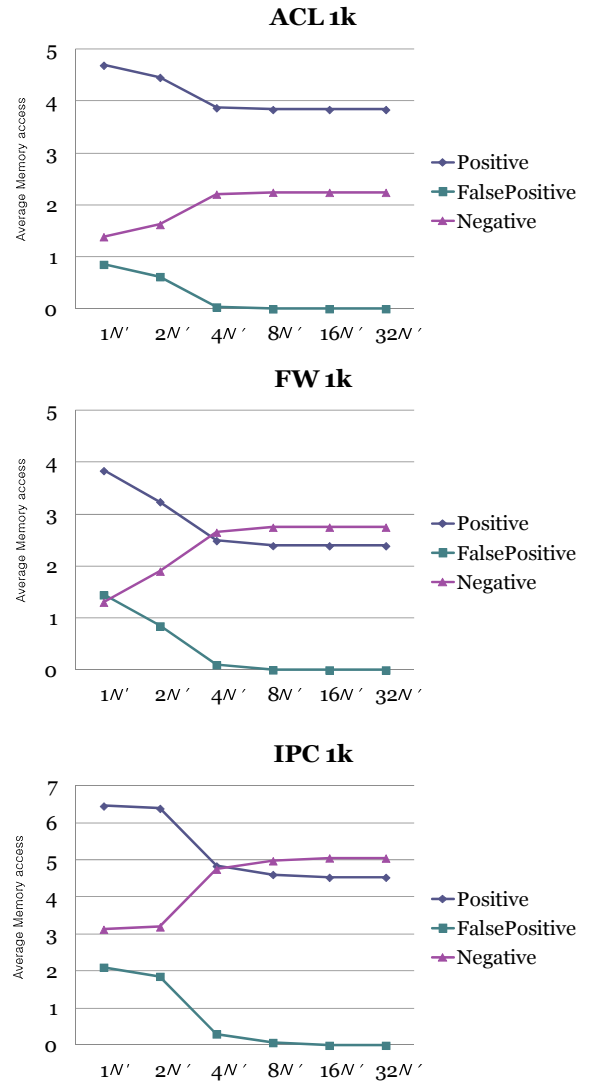 ACL 1k
5
4
3
2
1
0
Average Memory access
1N′ 2N′ 4N′ 8N′ 16N′ 32N′
Positive
FalsePositive
Negative
FW 1k
5
4
3
2
1
0
Average Memory access
1N′ 2N′ 4N′ 8N′ 16N′ 32N′
Positive
FalsePositive
Negative
IPC 1k
7
6
5
4
3
2
1
0
Average Memory access
1N′ 2N′ 4N′ 8N′ 16N′ 32N′
Positive
FalsePositive
Negative